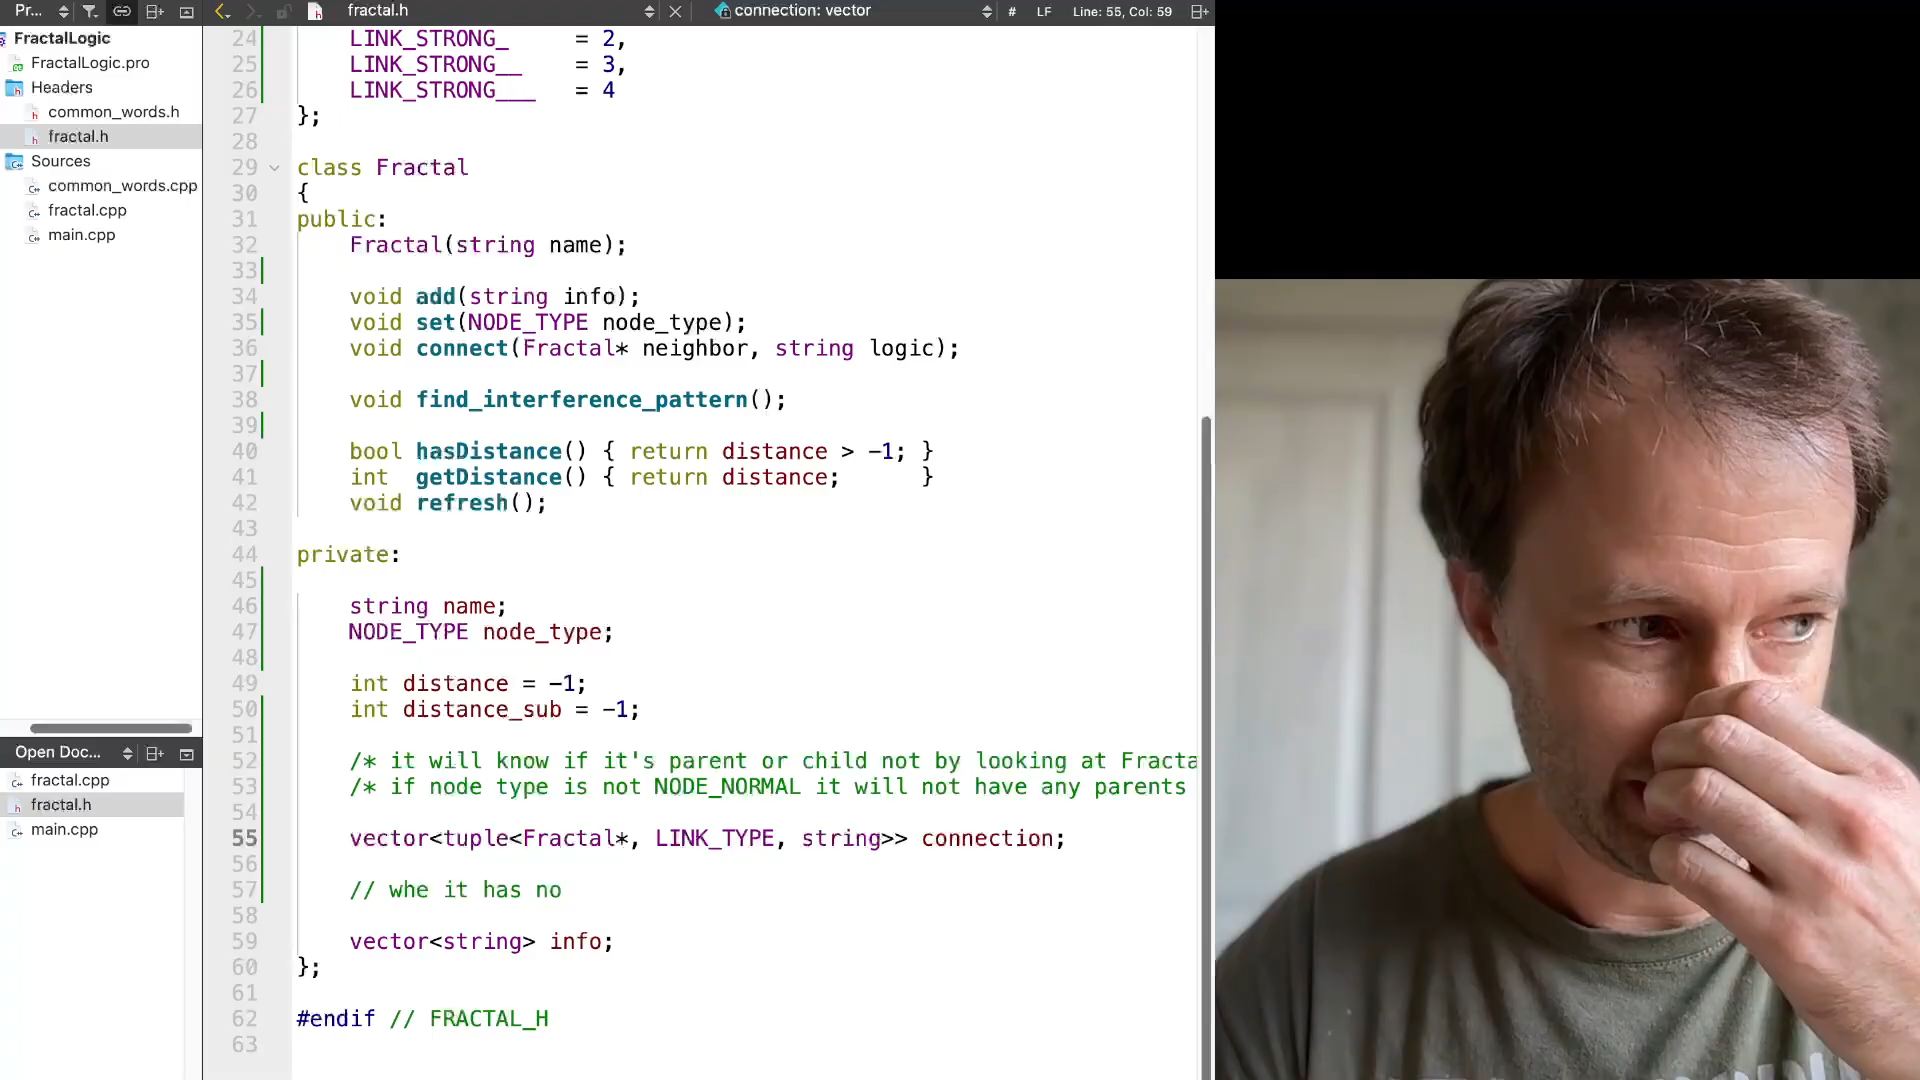 Pr...
fractal.h
connection: vector
#
LF
Line: 55, Col: 59
FractalLogic
FractalLogic.pro
Headers
common_words.h
fractal.h
Sources
common_words.cpp
fractal.cpp
main.cpp
Open Doc...
fractal.cpp
fractal.h
main.cpp
24 LINK_STRONG_ = 2,
25 LINK_STRONG__ = 3,
26 LINK_STRONG___ = 4
27 };
28
29 class Fractal
30 {
31 public:
32 Fractal(string name);
33
34 void add(string info);
35 void set(NODE_TYPE node_type);
36 void connect(Fractal* neighbor, string logic);
37
38 void find_interference_pattern();
39
40 bool hasDistance() { return distance > -1; }
41 int getDistance() { return distance; }
42 void refresh();
43
44 private:
45
46 string name;
47 NODE_TYPE node_type;
48
49 int distance = -1;
50 int distance_sub = -1;
51
52 /* it will know if it's parent or child not by looking at Fracta
53 /* if node type is not NODE_NORMAL it will not have any parents
54
55 vector<tuple<Fractal*, LINK_TYPE, string>> connection;
56
57 // whe it has no
58
59 vector<string> info;
60 };
61
62 #endif // FRACTAL_H
63